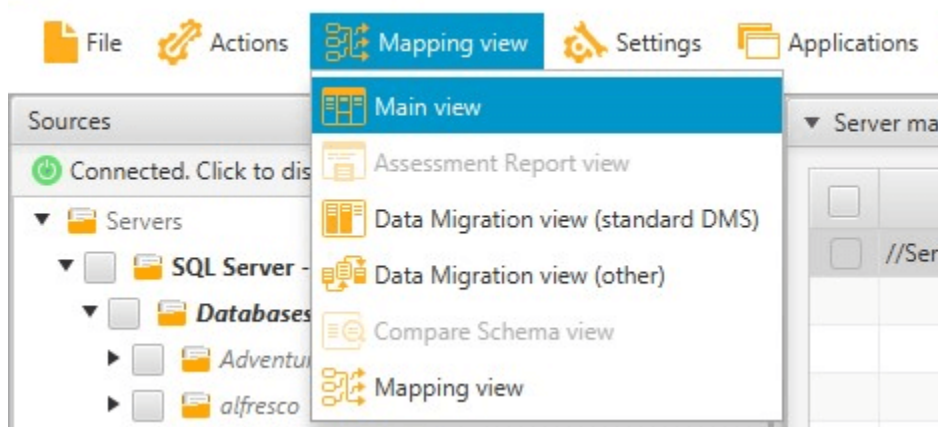 File Actions Mapping view Settings Applications
Main view
Assessment Report view
Data Migration view (standard DMS)
Data Migration view (other)
Compare Schema view
Mapping view
Sources
Connected. Click to dis
Servers
SQL Server -
Databases
Adventu
alfresco
Server ma
//Ser